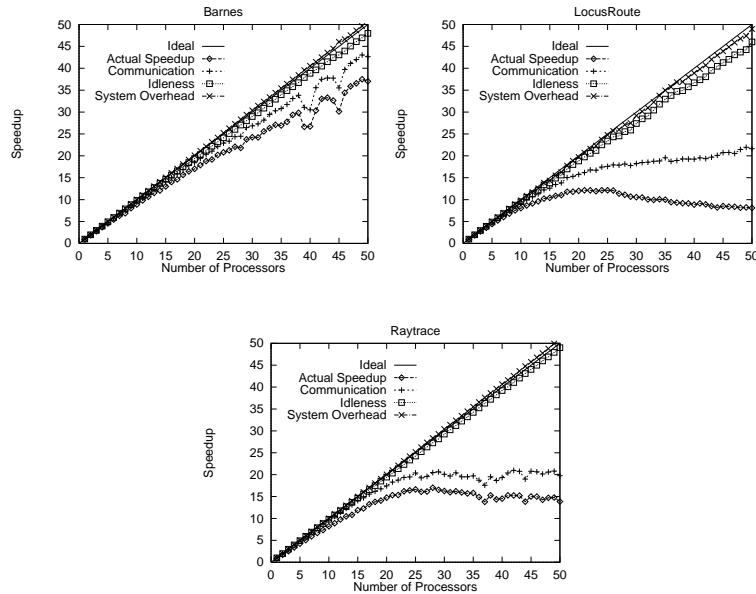 Barnes
50
45
40
35
30
25
20
15
10
5
0
Speedup
Ideal
Actual Speedup
Communication
Idleness
System Overhead
0 5 10 15 20 25 30 35 40 45 50
Number of Processors
LocusRoute
50
45
40
35
30
25
20
15
10
5
0
Speedup
Ideal
Actual Speedup
Communication
Idleness
System Overhead
0 5 10 15 20 25 30 35 40 45 50
Number of Processors
Raytrace
50
45
40
35
30
25
20
15
10
5
0
Speedup
Ideal
Actual Speedup
Communication
Idleness
System Overhead
0 5 10 15 20 25 30 35 40 45 50
Number of Processors